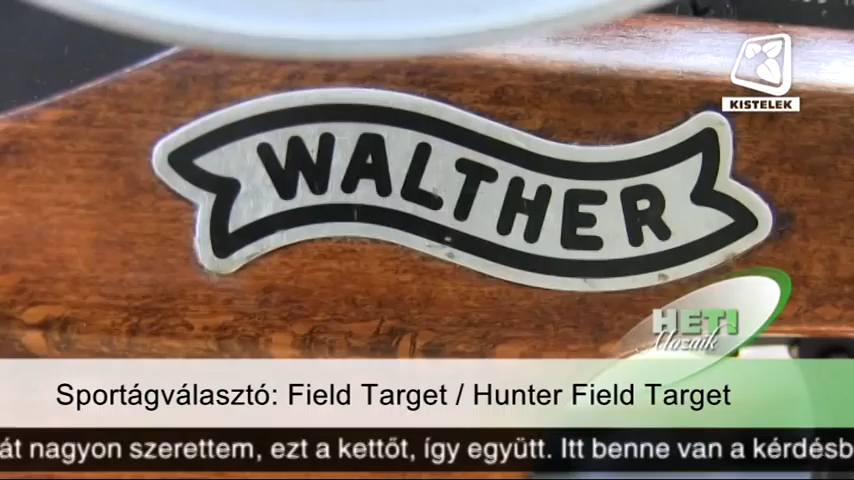 KISTELEK
WALTHER
HETI
Mozaik
Sportágválasztó: Field Target / Hunter Field Target
át nagyon szerettem, ezt a kettőt, így együtt. Itt benne van a kérdésb